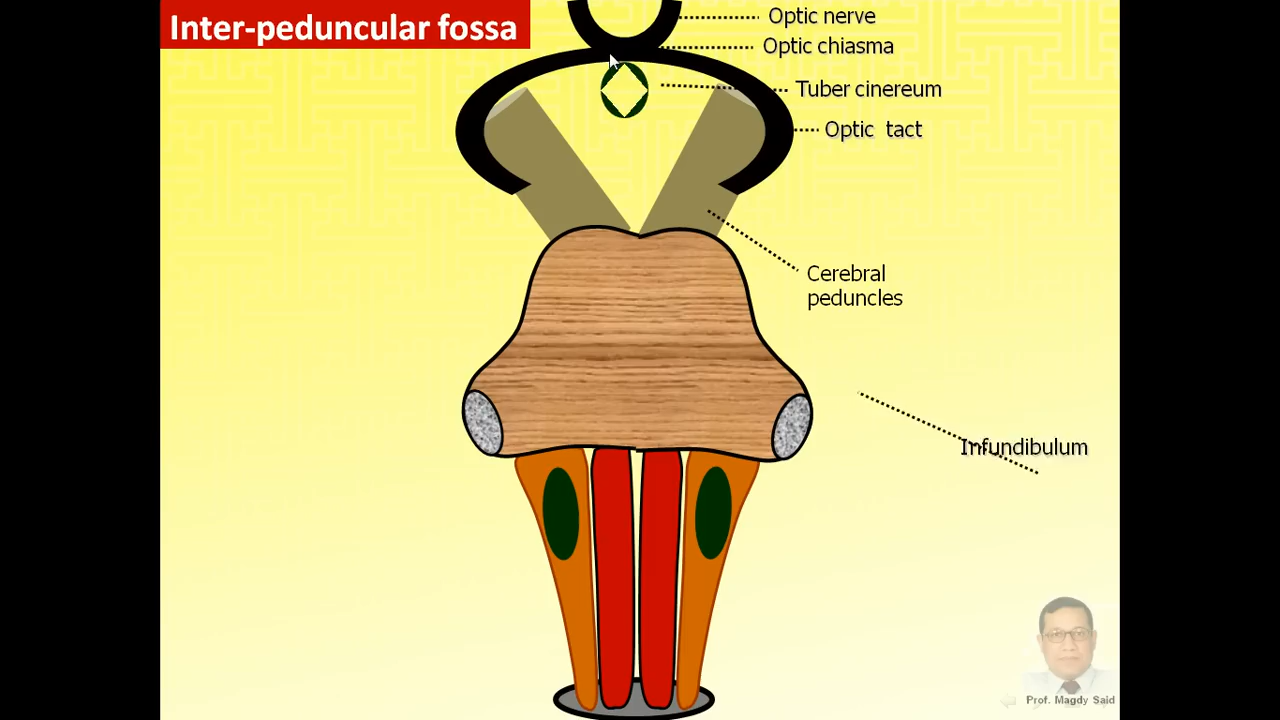 Inter-peduncular fossa
Optic nerve
Optic chiasma
Tuber cinereum
Optic tact
Cerebral
peduncles
Infundibulum
Prof. Magdy Said